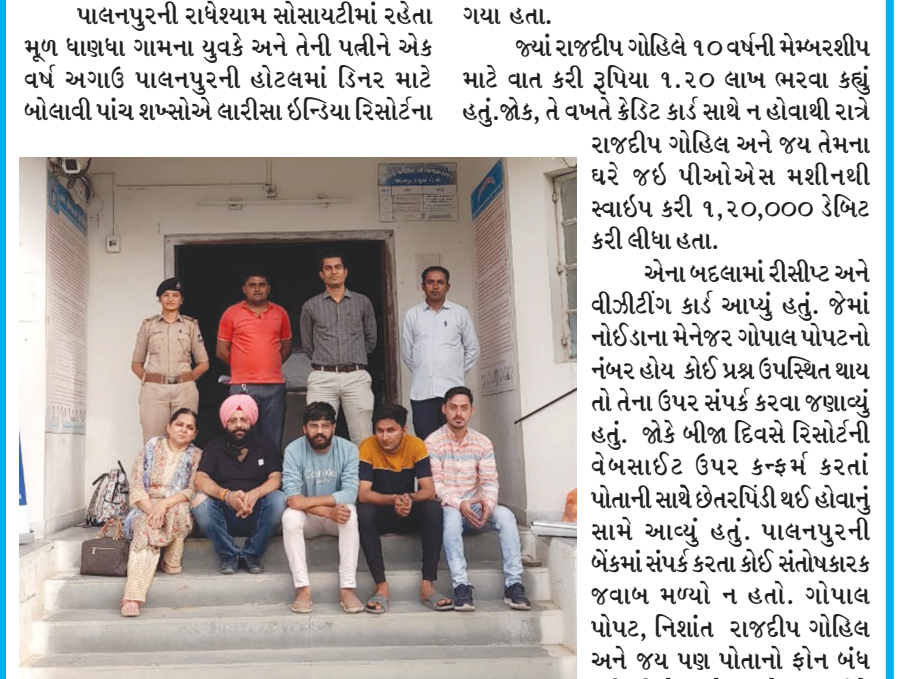 પાલનપુરની રાધેશ્યામ સોસાયટીમાં રહેતા
મૂળ ધાણધા ગામના યુવકે અને તેની પત્નીને એક
વર્ષ અગાઉ પાલનપુરની હોટલમાં ડિનર માટે
બોલાવી પાંચ શખ્સોએ લારીસા ઇન્ડિયા રિસોર્ટના
ગયા હતા.
જ્યાં રાજદીપ ગોહિલે ૧૦ વર્ષની મેમ્બરશીપ
માટે વાત કરી રૂપિયા ૧.૨૦ લાખ ભરવા કહ્યું
હતું.જોક, તે વખતે ક્રેડિટ કાર્ડ સાથે ન હોવાથી રાત્રે
રાજદીપ ગોહિલ અને જય તેમના
ઘરે જઇ પીઓએસ મશીનથી
સ્વાઇપ કરી ૧,૨૦,૦૦૦ ડેબિટ
કરી લીધા હતા.
એના બદલામાં રીસીપ્ટ અને
વીઝીટીંગ કાર્ડ આપ્યું હતું. જેમાં
નોઈડાના મેનેજર ગોપાલ પોપટનો
નંબર હોય કોઈ પ્રશ્ન ઉપસ્થિત થાય
તો તેના ઉપર સંપર્ક કરવા જણાવ્યું
હતું. જોકે બીજા દિવસે રિસોર્ટની
વેબસાઈટ ઉપર કન્ફર્મ કરતાં
પોતાની સાથે છેતરપિંડી થઈ હોવાનું
સામે આવ્યું હતું. પાલનપુરની
બેંકમાં સંપર્ક કરતા કોઈ સંતોષકારક
જવાબ મળ્યો ન હતો. ગોપાલ
પોપટ, નિશાંત રાજદીપ ગોહિલ
અને જય પણ પોતાનો ફોન બંધ